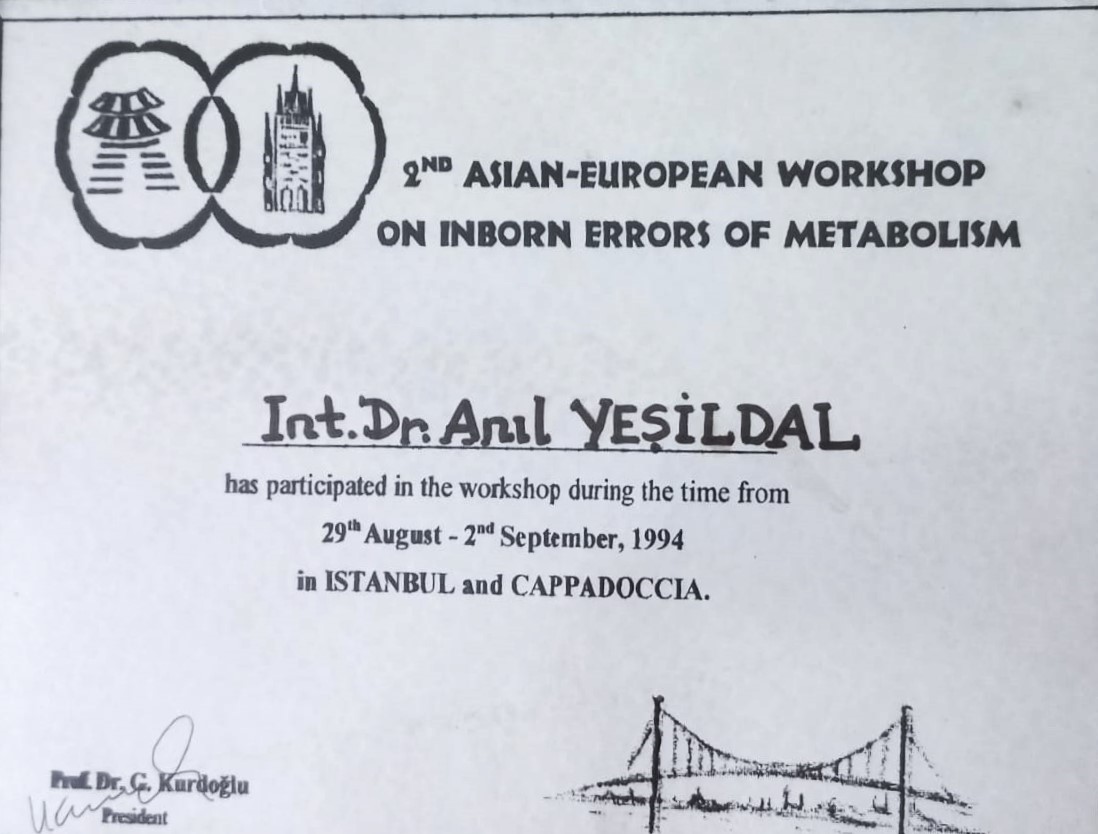 2ND ASIAN-EUROPEAN WORKSHOP
ON INBORN ERRORS OF METABOLISM
Int. Dr. Anıl YEŞİLDAL
has participated in the workshop during the time from
29th August - 2nd September, 1994
in ISTANBUL and CAPPADOCCIA.
Prof. Dr. G. Kurdoğlu
President